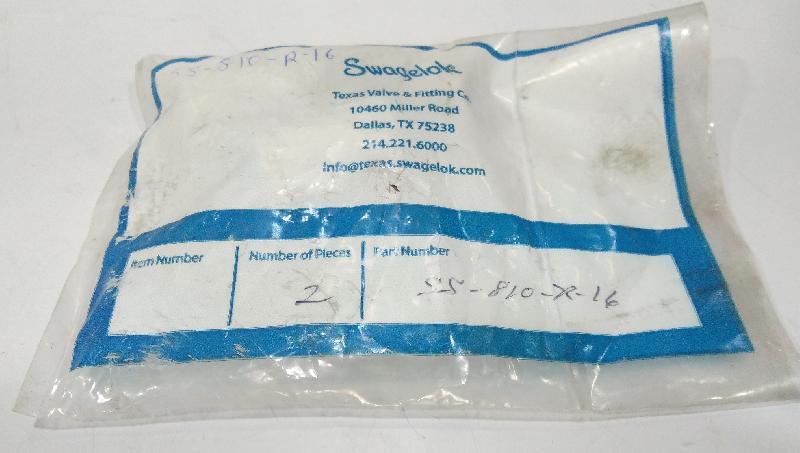 SS-810-R-16
Swagelok
Texas Valve & Fitting Co.
10460 Miller Road
Dallas, TX 75238
214.221.6000
info@texas.swagelok.com
Item Number
Number of Pieces
Part Number
2
SS-810-R-16